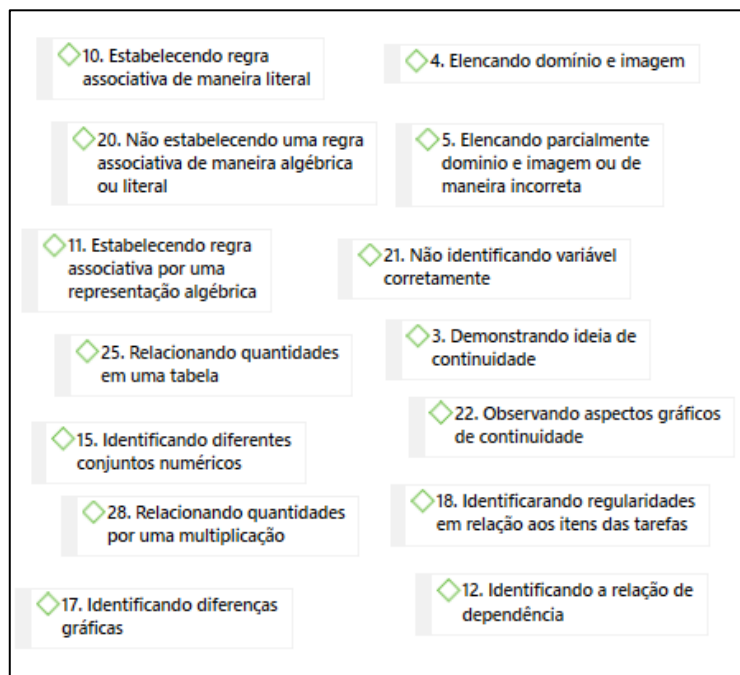 10. Estabelecendo regra
associativa de maneira literal
4. Elencando domínio e imagem
20. Não estabelecendo uma regra
associativa de maneira algébrica
ou literal
5. Elencando parcialmente
dominio e imagem ou de
maneira incorreta
11. Estabelecendo regra
associativa por uma
representação algébrica
21. Não identificando variável
corretamente
25. Relacionando quantidades
em uma tabela
3. Demonstrando ideia de
continuidade
15. Identificando diferentes
conjuntos numéricos
22. Observando aspectos gráficos
de continuidade
28. Relacionando quantidades
por uma multiplicação
18. Identificarando regularidades
em relação aos itens das tarefas
17. Identificando diferenças
gráficas
12. Identificando a relação de
dependência